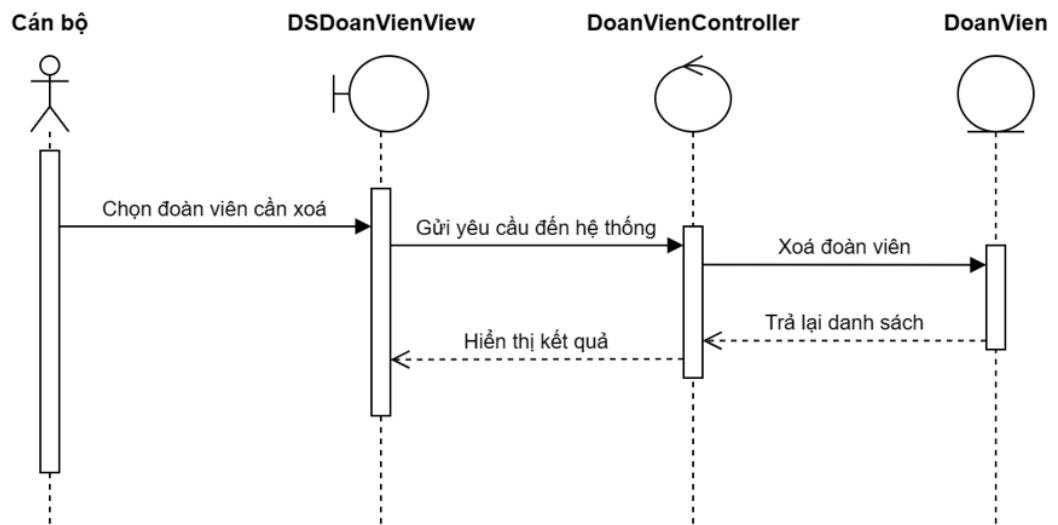 Cán bộ
DSDoanVienView
DoanVienController
DoanVien
Chọn đoàn viên cần xoá
Gửi yêu cầu đến hệ thống
Xoá đoàn viên
Trả lại danh sách
Hiển thị kết quả